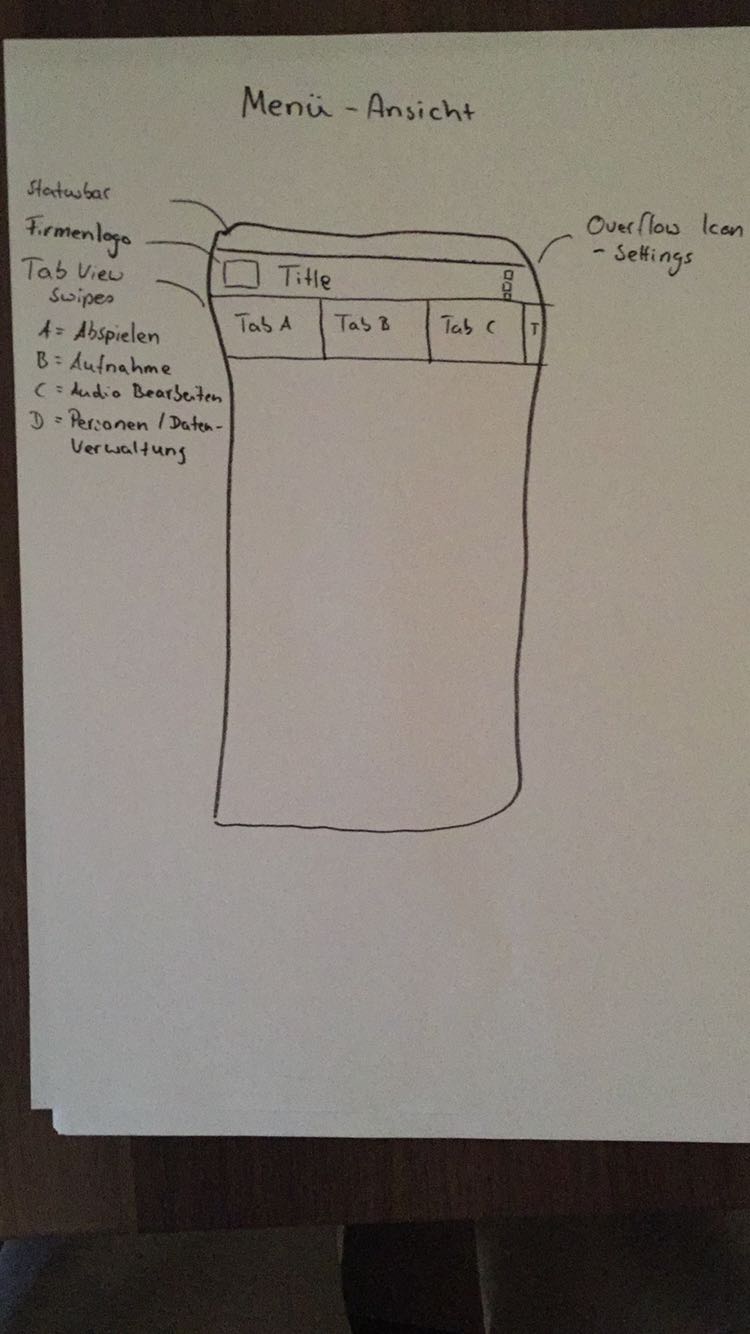 Menü - Ansicht
Statusbar
Firmenlogo
Tab View
swipes
A = Abspielen
B = Aufnahme
C = Audio Bearbeiten
D = Personen / Daten-
Verwaltung
Overflow Icon
- Settings
Title
Tab A
Tab B
Tab C
T